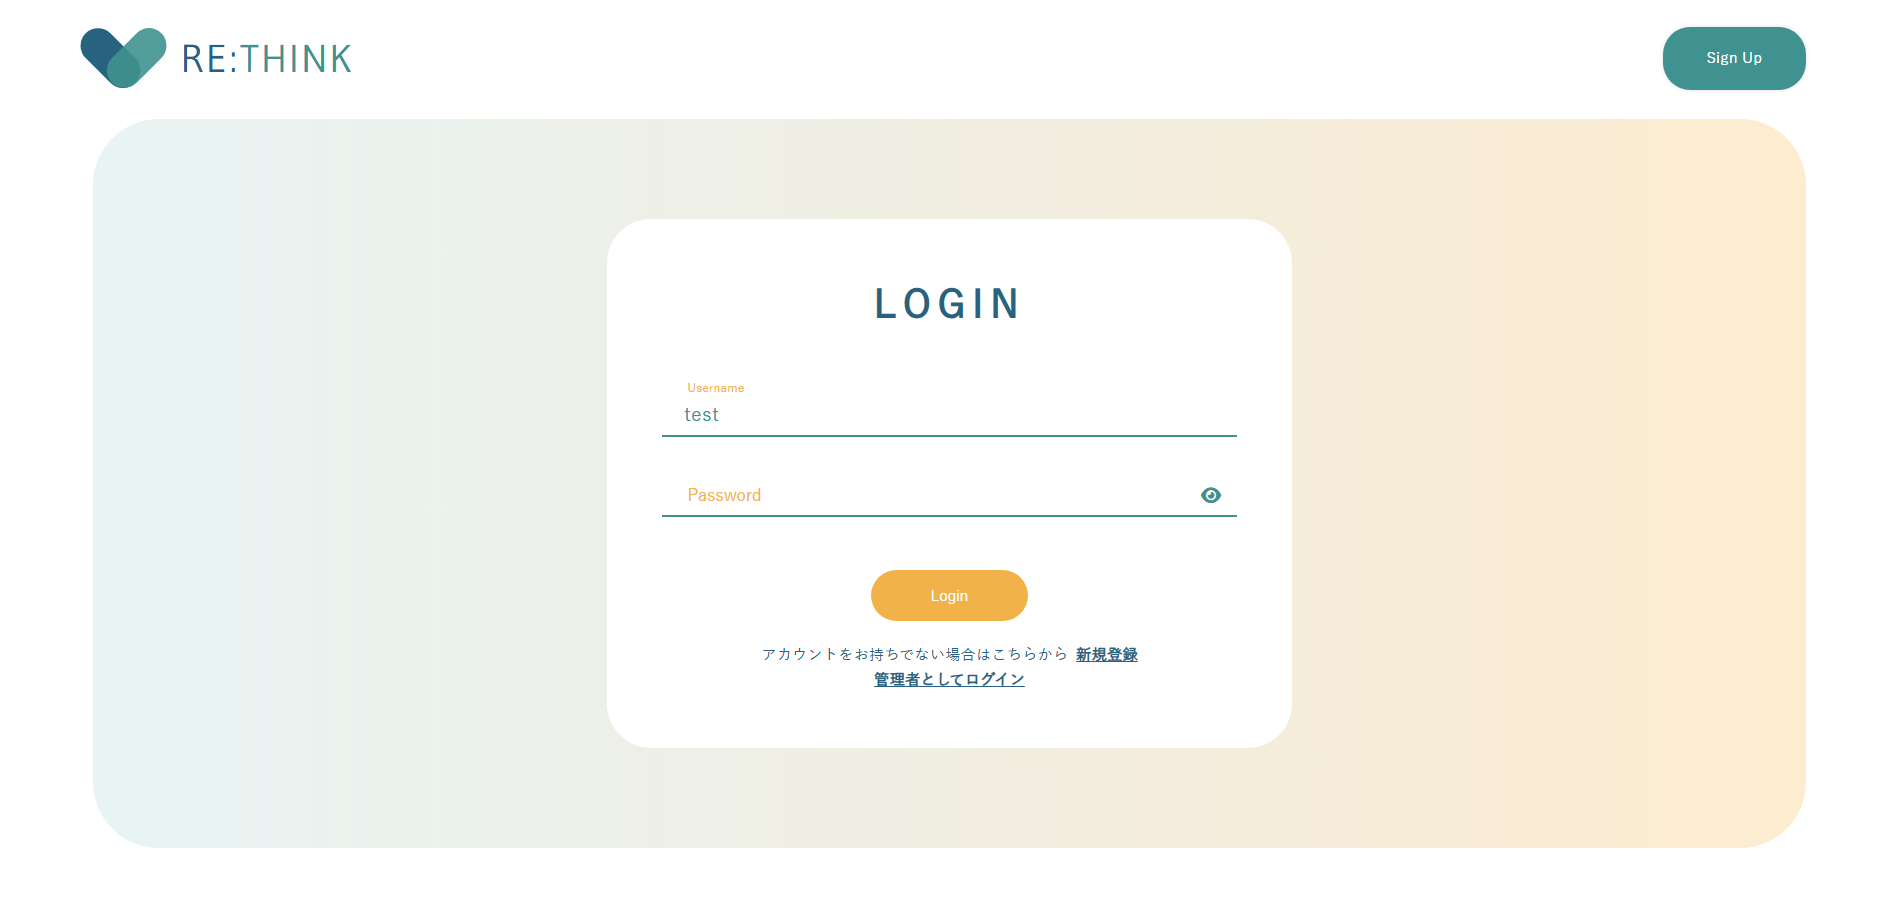 RE:THINK
Sign Up
LOGIN
Username
test
Password
Login
アカウントをお持ちでない場合はこちらから 新規登録
管理者としてログイン